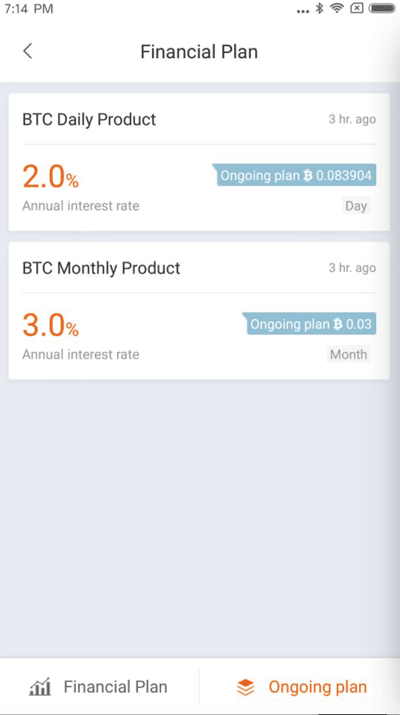 7:14 PM
Financial Plan
BTC Daily Product 3 hr. ago
2.0% Ongoing plan ₿ 0.083904
Annual interest rate Day
BTC Monthly Product 3 hr. ago
3.0% Ongoing plan ₿ 0.03
Annual interest rate Month
Financial Plan Ongoing plan